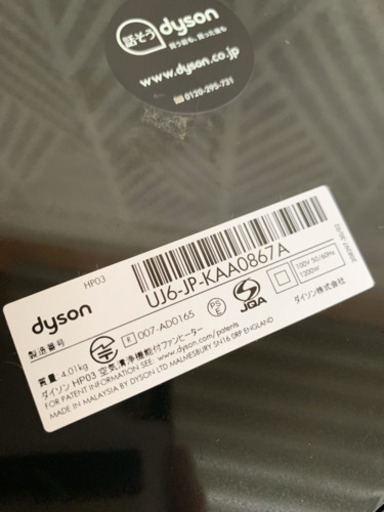 話そう dyson
買う前も、買った後も
www.dyson.co.jp
0120-295-731
HP03
dyson
製造番号
UJ6-JP-KAA0867A
R 007-AD0165
PS E
JQA
100V 50/60Hz
1200W
ダイソン株式会社
質量: 4.01kg
ダイソン HP03 空気清浄機能付ファンヒーター
FOR PATENT INFORMATION SEE: www.dyson.com/patents
MADE IN MALAYSIA BY DYSON LTD MALMESBURY SN16 0RP ENGLAND